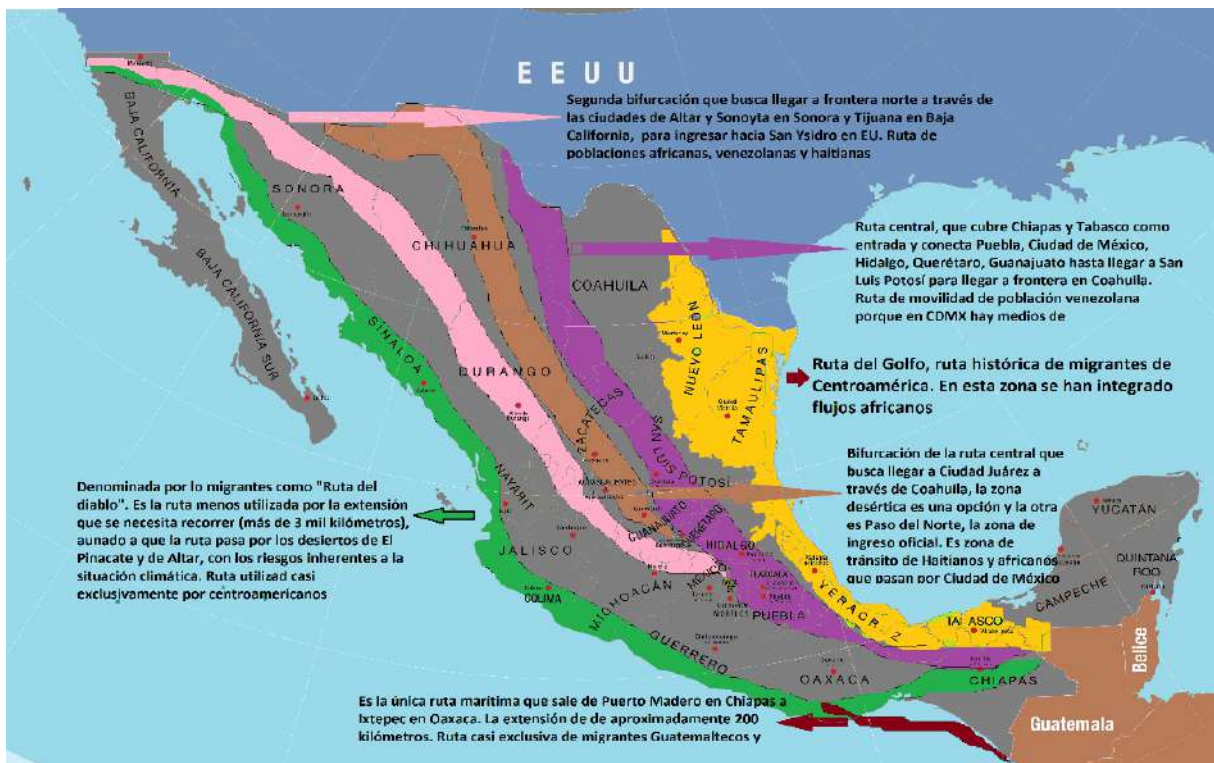 EEUU
Segunda bifurcación que busca llegar a frontera norte a través de
las ciudades de Altar y Sonoyta en Sonora y Tijuana en Baja
California, para ingresar hacia San Ysidro en EU. Ruta de
poblaciones africanas, venezolanas y haitianas
BAJA CALIFORNIA
SONORA
CHIHUAHUA
COAHUILA
Ruta central, que cubre Chiapas y Tabasco como
entrada y conecta Puebla, Ciudad de México,
Hidalgo, Querétaro, Guanajuato hasta llegar a San
Luis Potosí para llegar a frontera en Coahuila.
Ruta de movilidad de población venezolana
porque en CDMX hay medios de
BAJA CALIFORNIA SUR
SINALOA
DURANGO
NUEVO LEÓN
TAMAULIPAS
Ruta del Golfo, ruta histórica de migrantes de
Centroamérica. En esta zona se han integrado
flujos africanos
ZACATECAS
SAN LUIS POTOSÍ
Bifurcación de la ruta central que
busca llegar a Ciudad Juárez a
través de Coahuila, la zona
desértica es una opción y la otra
es Paso del Norte, la zona de
ingreso oficial. Es zona de
tránsito de Haitianos y africanos
que pasan por Ciudad de México
Denominada por lo migrantes como "Ruta del
diablo". Es la ruta menos utilizada por la extensión
que se necesita recorrer (más de 3 mil kilómetros),
aunado a que la ruta pasa por los desiertos de El
Pinacate y de Altar, con los riesgos inherentes a la
situación climática. Ruta utilizad casi
exclusivamente por centroamericanos
NAYARIT
AGUASCALIENTES
JALISCO
GUANAJUATO
QUERÉTARO
HIDALGO
COLIMA
MICHOACÁN
MÉXICO
TLAXCALA
MORELOS
PUEBLA
VERACR Z
GUERRERO
OAXACA
TABASCO
CHIAPAS
CAMPECHE
YUCATÁN
QUINTANA
ROO
Belice
Guatemala
Es la única ruta marítima que sale de Puerto Madero en Chiapas a
Ixtepec en Oaxaca. La extensión de de aproximadamente 200
kilómetros. Ruta casi exclusiva de migrantes Guatemaltecos y